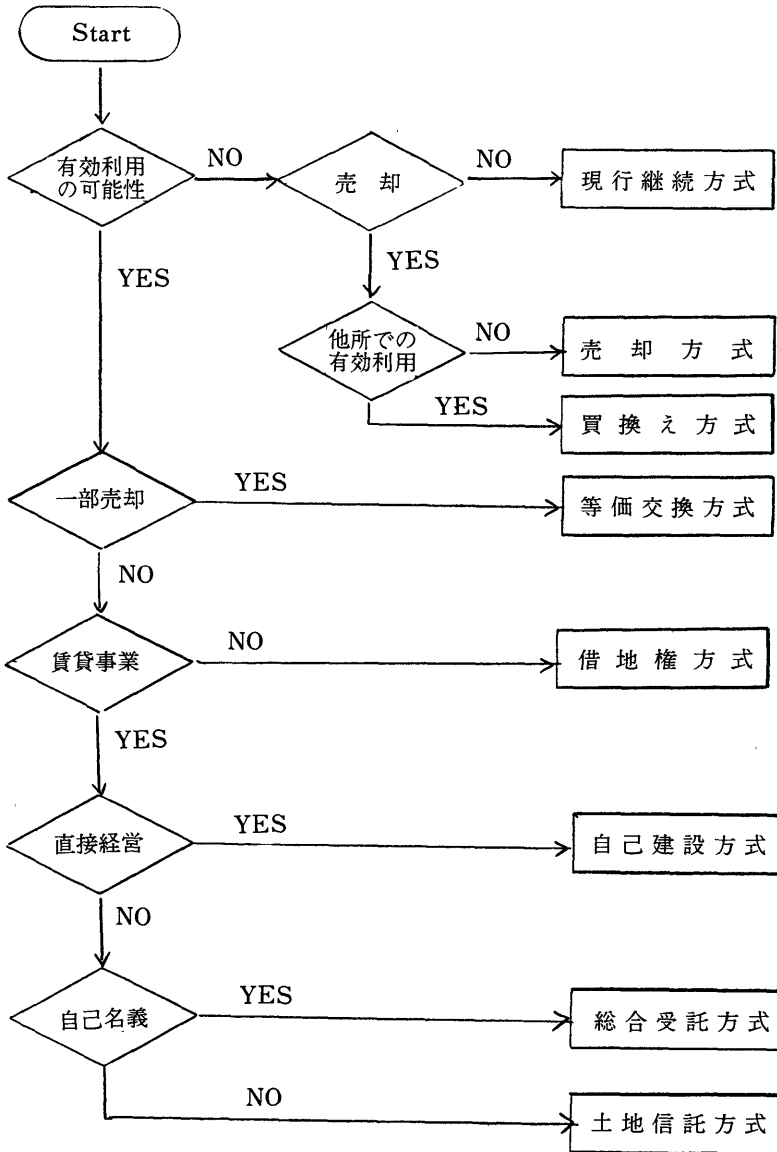 Start
有効利用
の可能性
NO
売却
NO
現行継続方式
YES
YES
他所での
有効利用
NO
売却方式
YES
買換え方式
一部売却
YES
等価交換方式
NO
賃貸事業
NO
借地権方式
YES
直接経営
YES
自己建設方式
NO
自己名義
YES
総合受託方式
NO
土地信託方式